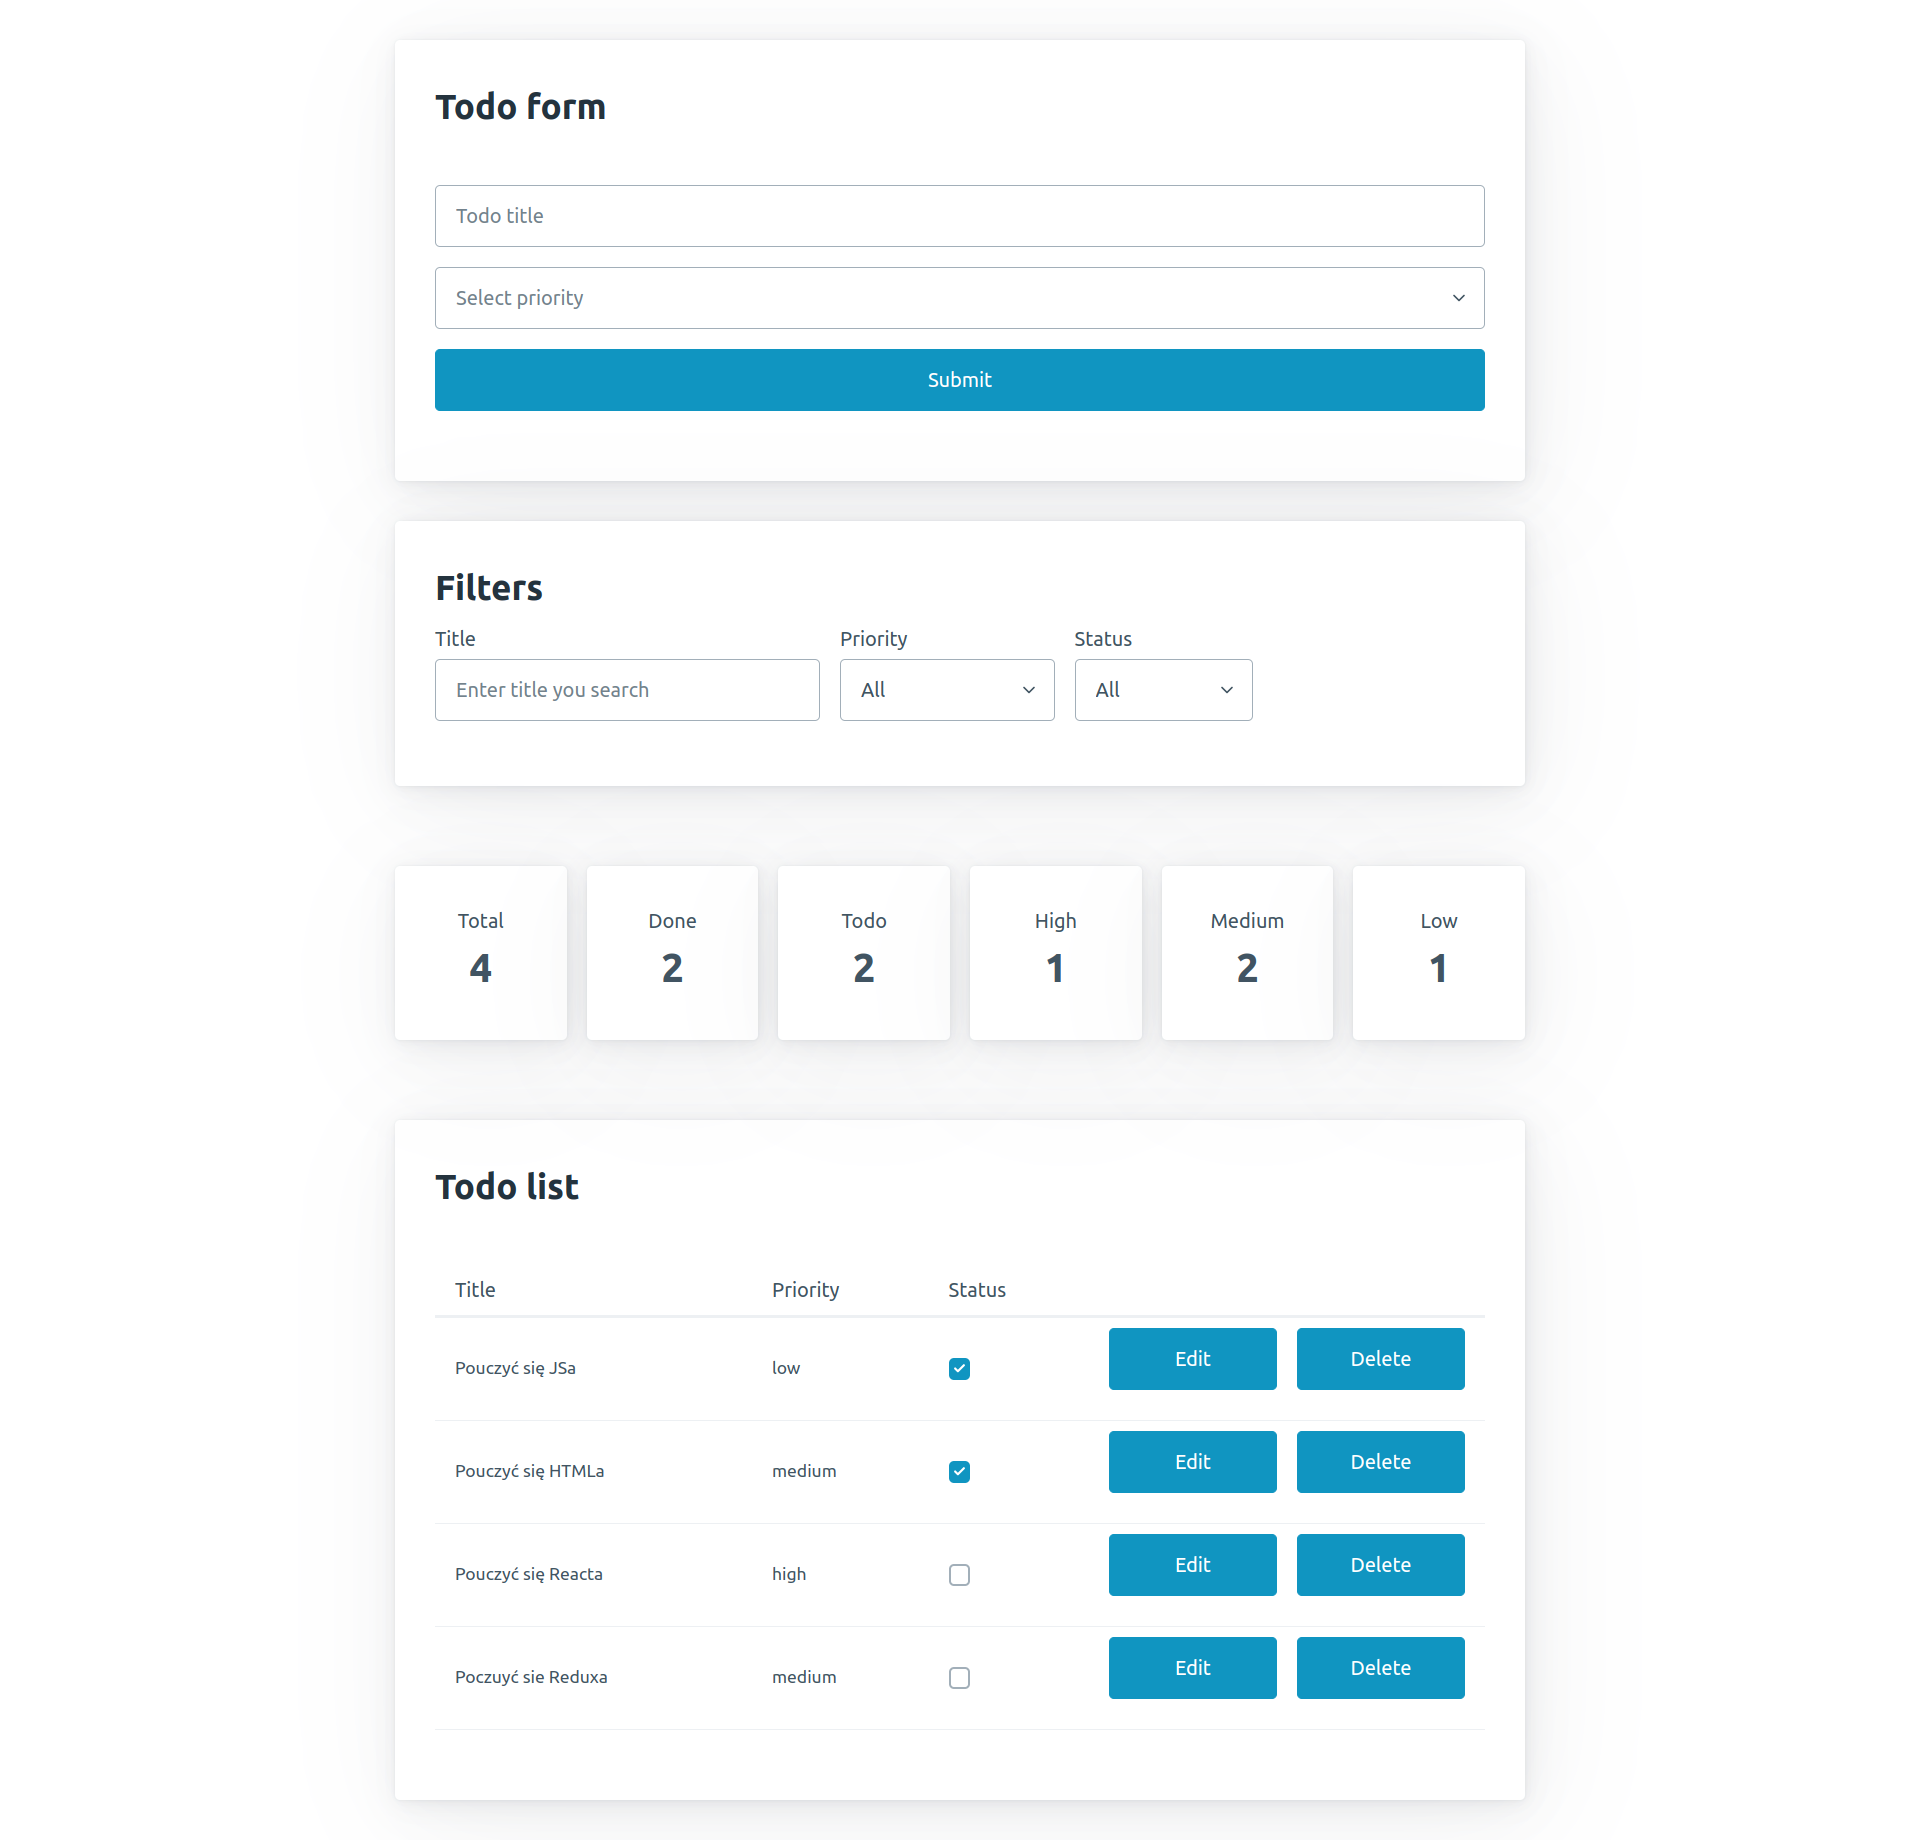 Todo form
Todo title
Select priority
Submit
Filters
Title Priority Status
Enter title you search All All
Total Done Todo High Medium Low
4 2 2 1 2 1
Todo list
Title Priority Status
Pouczyć się JSa low Edit Delete
Pouczyć się HTMLa medium Edit Delete
Pouczyć się Reacta high Edit Delete
Poczuyć sie Reduxa medium Edit Delete